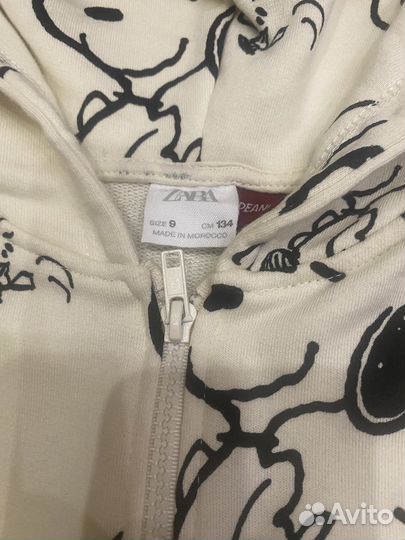 ZARA
SIZE 9 CM 134
MADE IN MOROCCO
PEAN
Avito